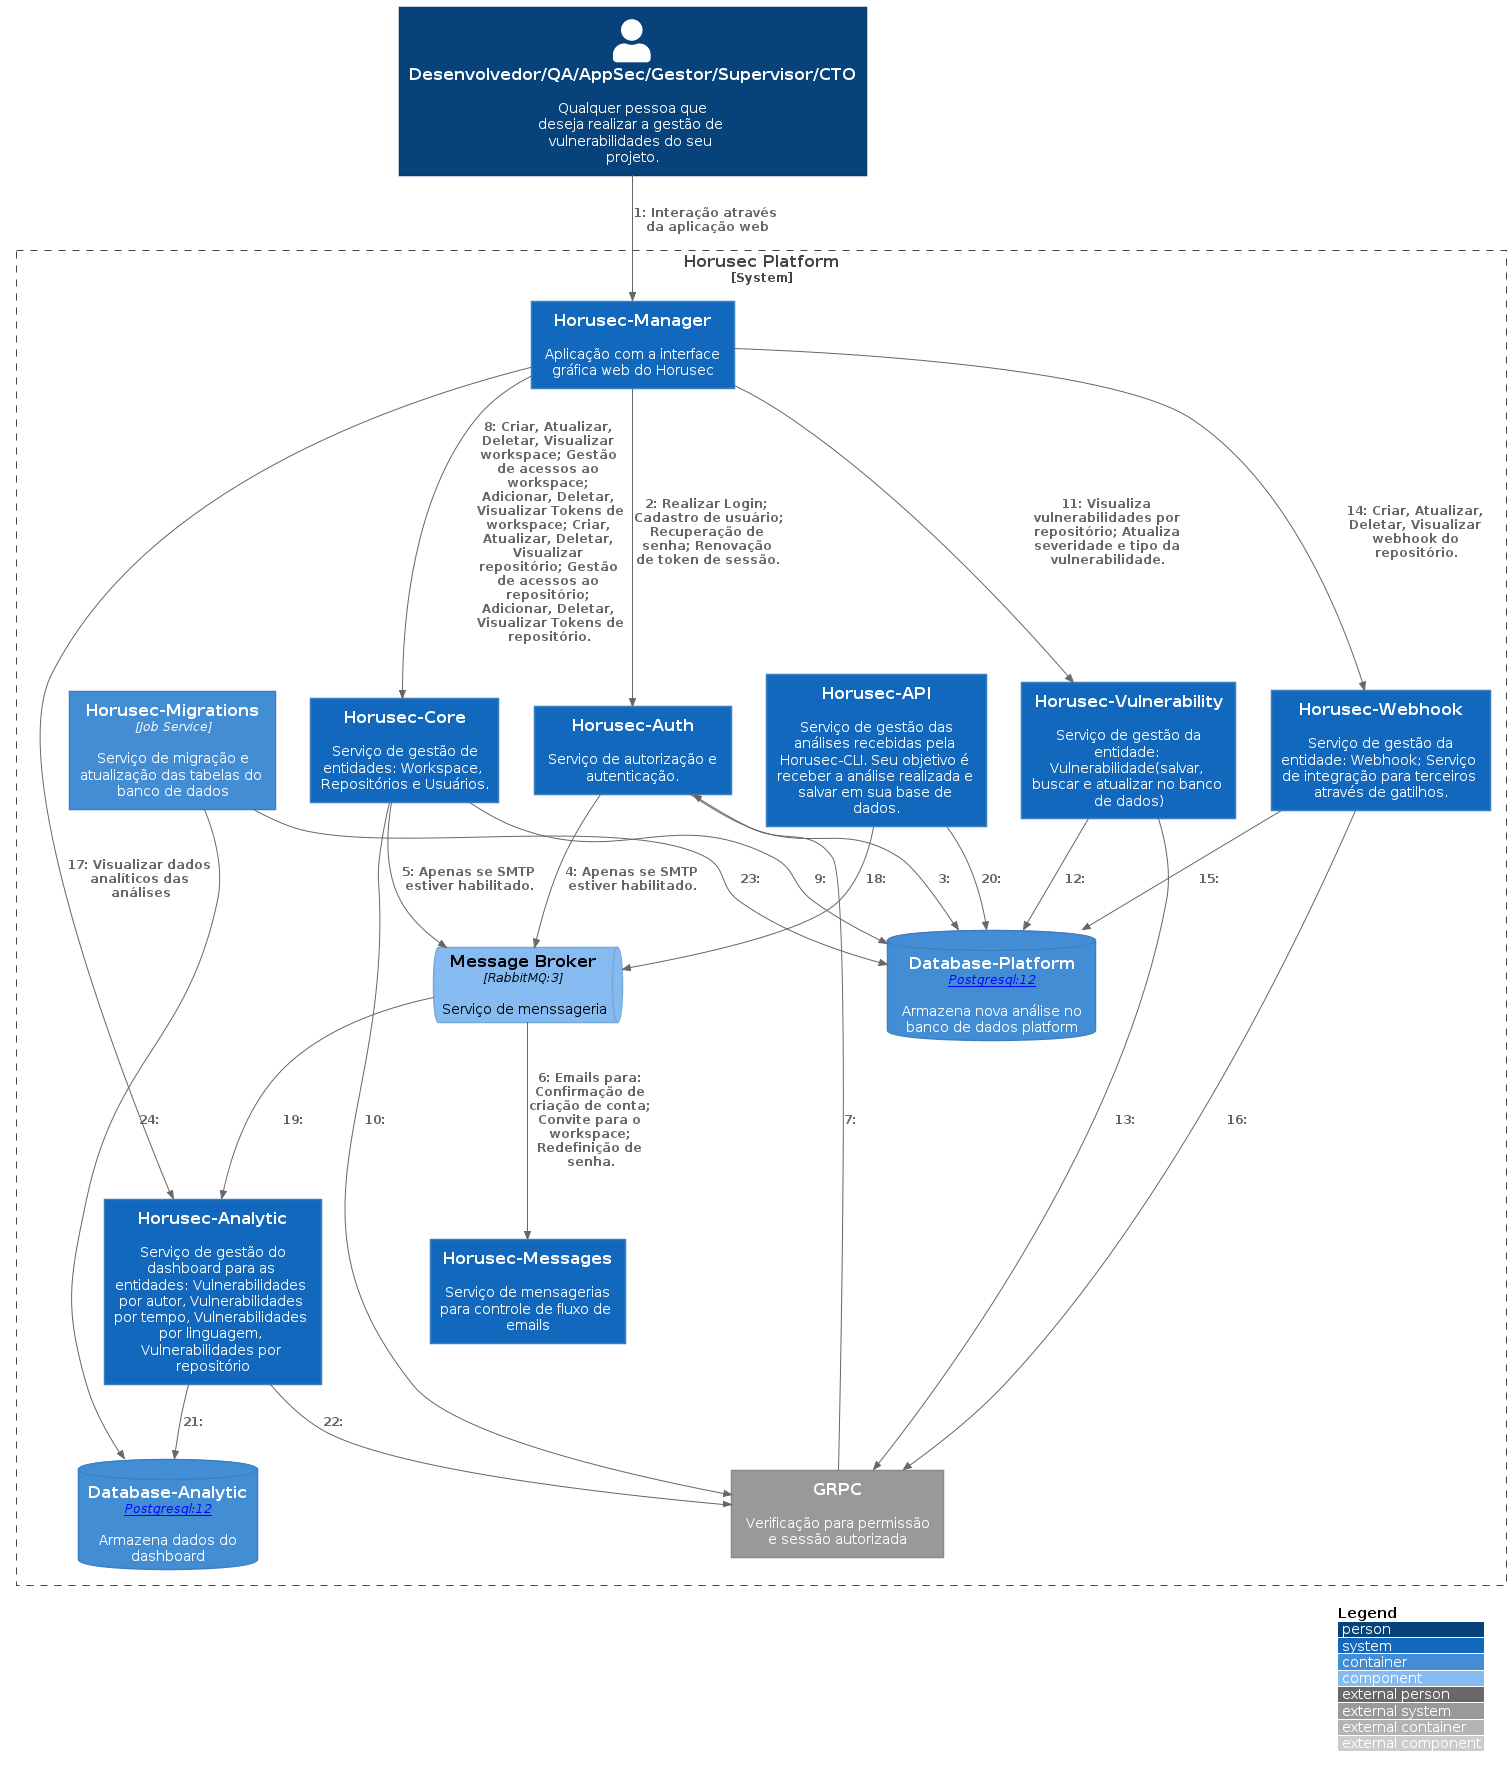 Desenvolvedor/QA/AppSec/Gestor/Supervisor/CTO
Qualquer pessoa que
deseja realizar a gestão de
vulnerabilidades do seu
projeto.
1: Interação através
da aplicação web
Horusec Platform
[System]
Horusec-Manager
Aplicação com a interface
gráfica web do Horusec
8: Criar, Atualizar,
Deletar, Visualizar
workspace; Gestão
de acessos ao
workspace;
Adicionar, Deletar,
Visualizar Tokens de
workspace; Criar,
Atualizar, Deletar,
Visualizar
repositório; Gestão
de acessos ao
repositório;
Adicionar, Deletar,
Visualizar Tokens de
repositório.
2: Realizar Login;
Cadastro de usuário;
Recuperação de
senha; Renovação
de token de sessão.
11: Visualiza
vulnerabilidades por
repositório; Atualiza
severidade e tipo da
vulnerabilidade.
14: Criar, Atualizar,
Deletar, Visualizar
webhook do
repositório.
Horusec-Migrations
[Job Service]
Serviço de migração e
atualização das tabelas do
banco de dados
Horusec-Core
Serviço de gestão de
entidades: Workspace,
Repositórios e Usuários.
Horusec-Auth
Serviço de autorização e
autenticação.
Horusec-API
Serviço de gestão das
análises recebidas pela
Horusec-CLI. Seu objetivo é
receber a análise realizada e
salvar em sua base de
dados.
Horusec-Vulnerability
Serviço de gestão da
entidade:
Vulnerabilidade(salvar,
buscar e atualizar no banco
de dados)
Horusec-Webhook
Serviço de gestão da
entidade: Webhook; Serviço
de integração para terceiros
através de gatilhos.
17: Visualizar dados
analíticos das
análises
5: Apenas se SMTP
estiver habilitado.
4: Apenas se SMTP
estiver habilitado.
23:
9:
18:
3:
20:
12:
15:
Message Broker
[RabbitMQ:3]
Serviço de menssageria
Database-Platform
Postgresql:12
Armazena nova análise no
banco de dados platform
24:
19:
10:
6: Emails para:
Confirmação de
criação de conta;
Convite para o
workspace;
Redefinição de
senha.
7:
13:
16:
Horusec-Analytic
Serviço de gestão do
dashboard para as
entidades: Vulnerabilidades
por autor, Vulnerabilidades
por tempo, Vulnerabilidades
por linguagem,
Vulnerabilidades por
repositório
Horusec-Messages
Serviço de mensagerias
para controle de fluxo de
emails
21:
22:
Database-Analytic
Postgresql:12
Armazena dados do
dashboard
GRPC
Verificação para permissão
e sessão autorizada
Legend
person
system
container
component
external person
external system
external container
external component